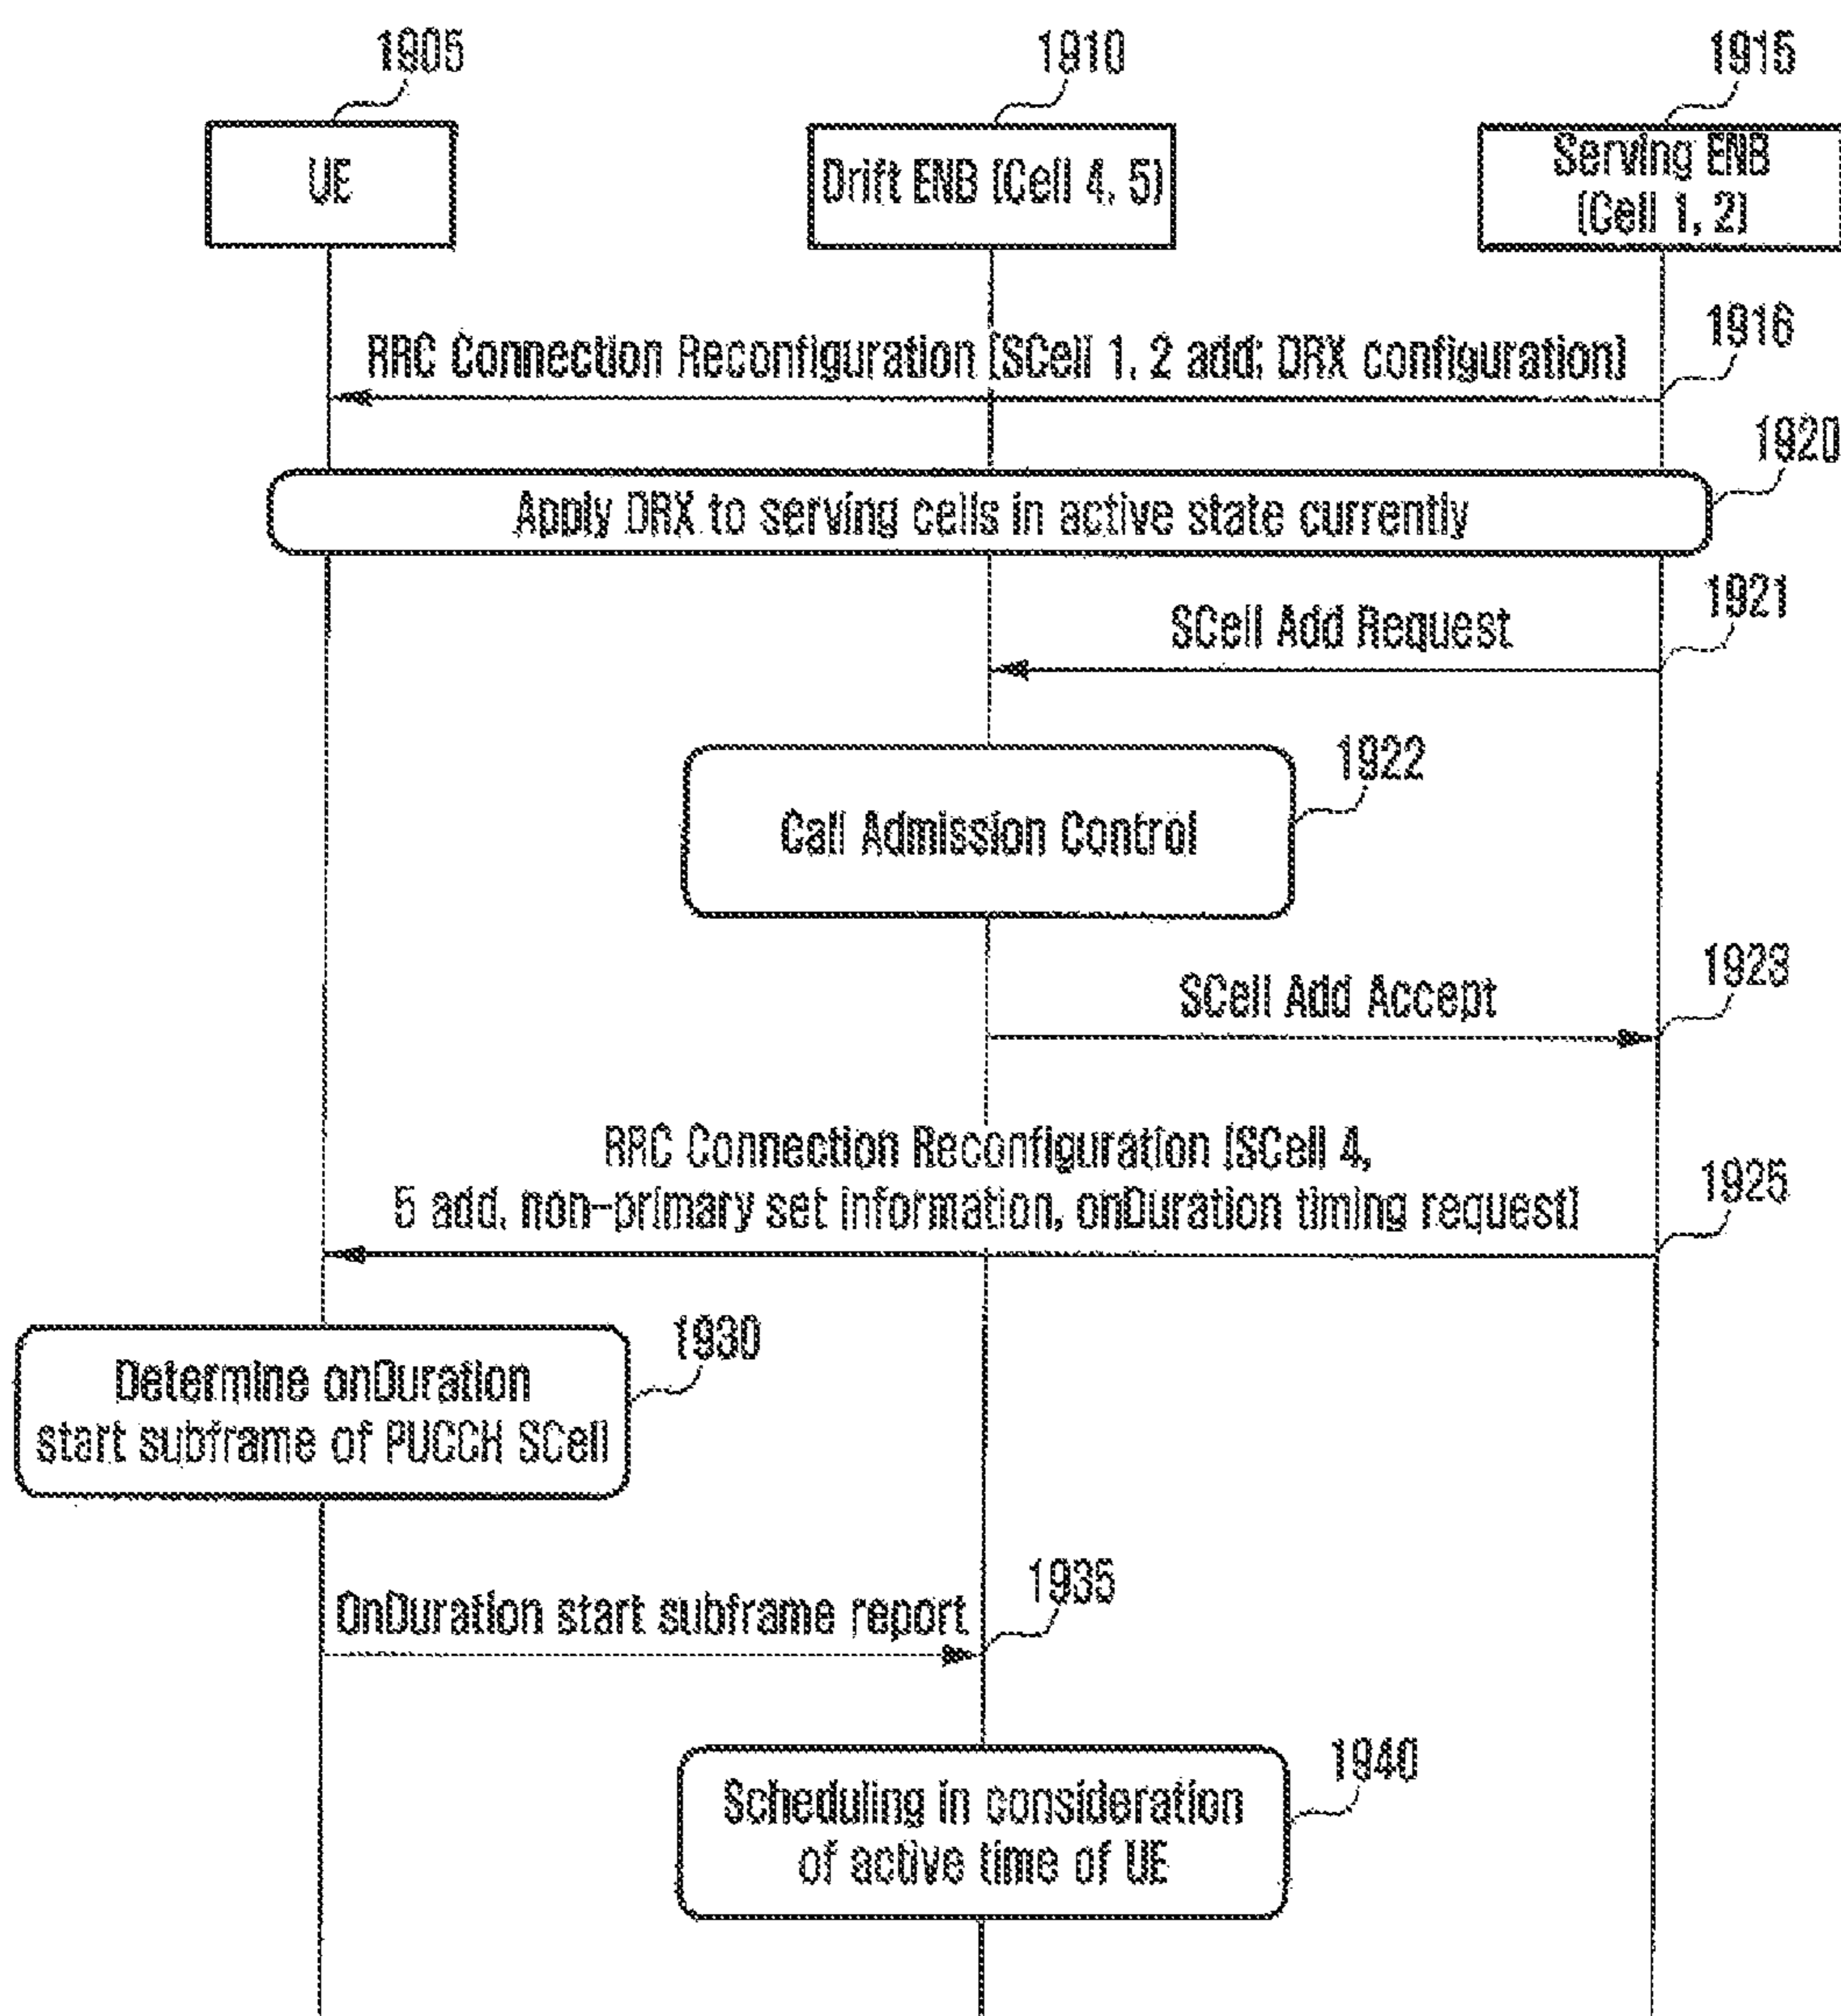 1905
1910
1915
UE
Drift ENB (Cell 4, 5)
Serving ENB
(Cell 1, 2)
1916
RRC Connection Reconfiguration (SCell 1, 2 add; DRX configuration)
1920
Apply DRX to serving cells in active state currently
1921
SCell Add Request
1922
Call Admission Control
1923
SCell Add Accept
RRC Connection Reconfiguration (SCell 4,
5 add, non-primary set information, onDuration timing request)
1925
1930
Determine onDuration
start subframe of PUCCH SCell
1935
OnDuration start subframe report
1940
Scheduling in consideration
of active time of UE